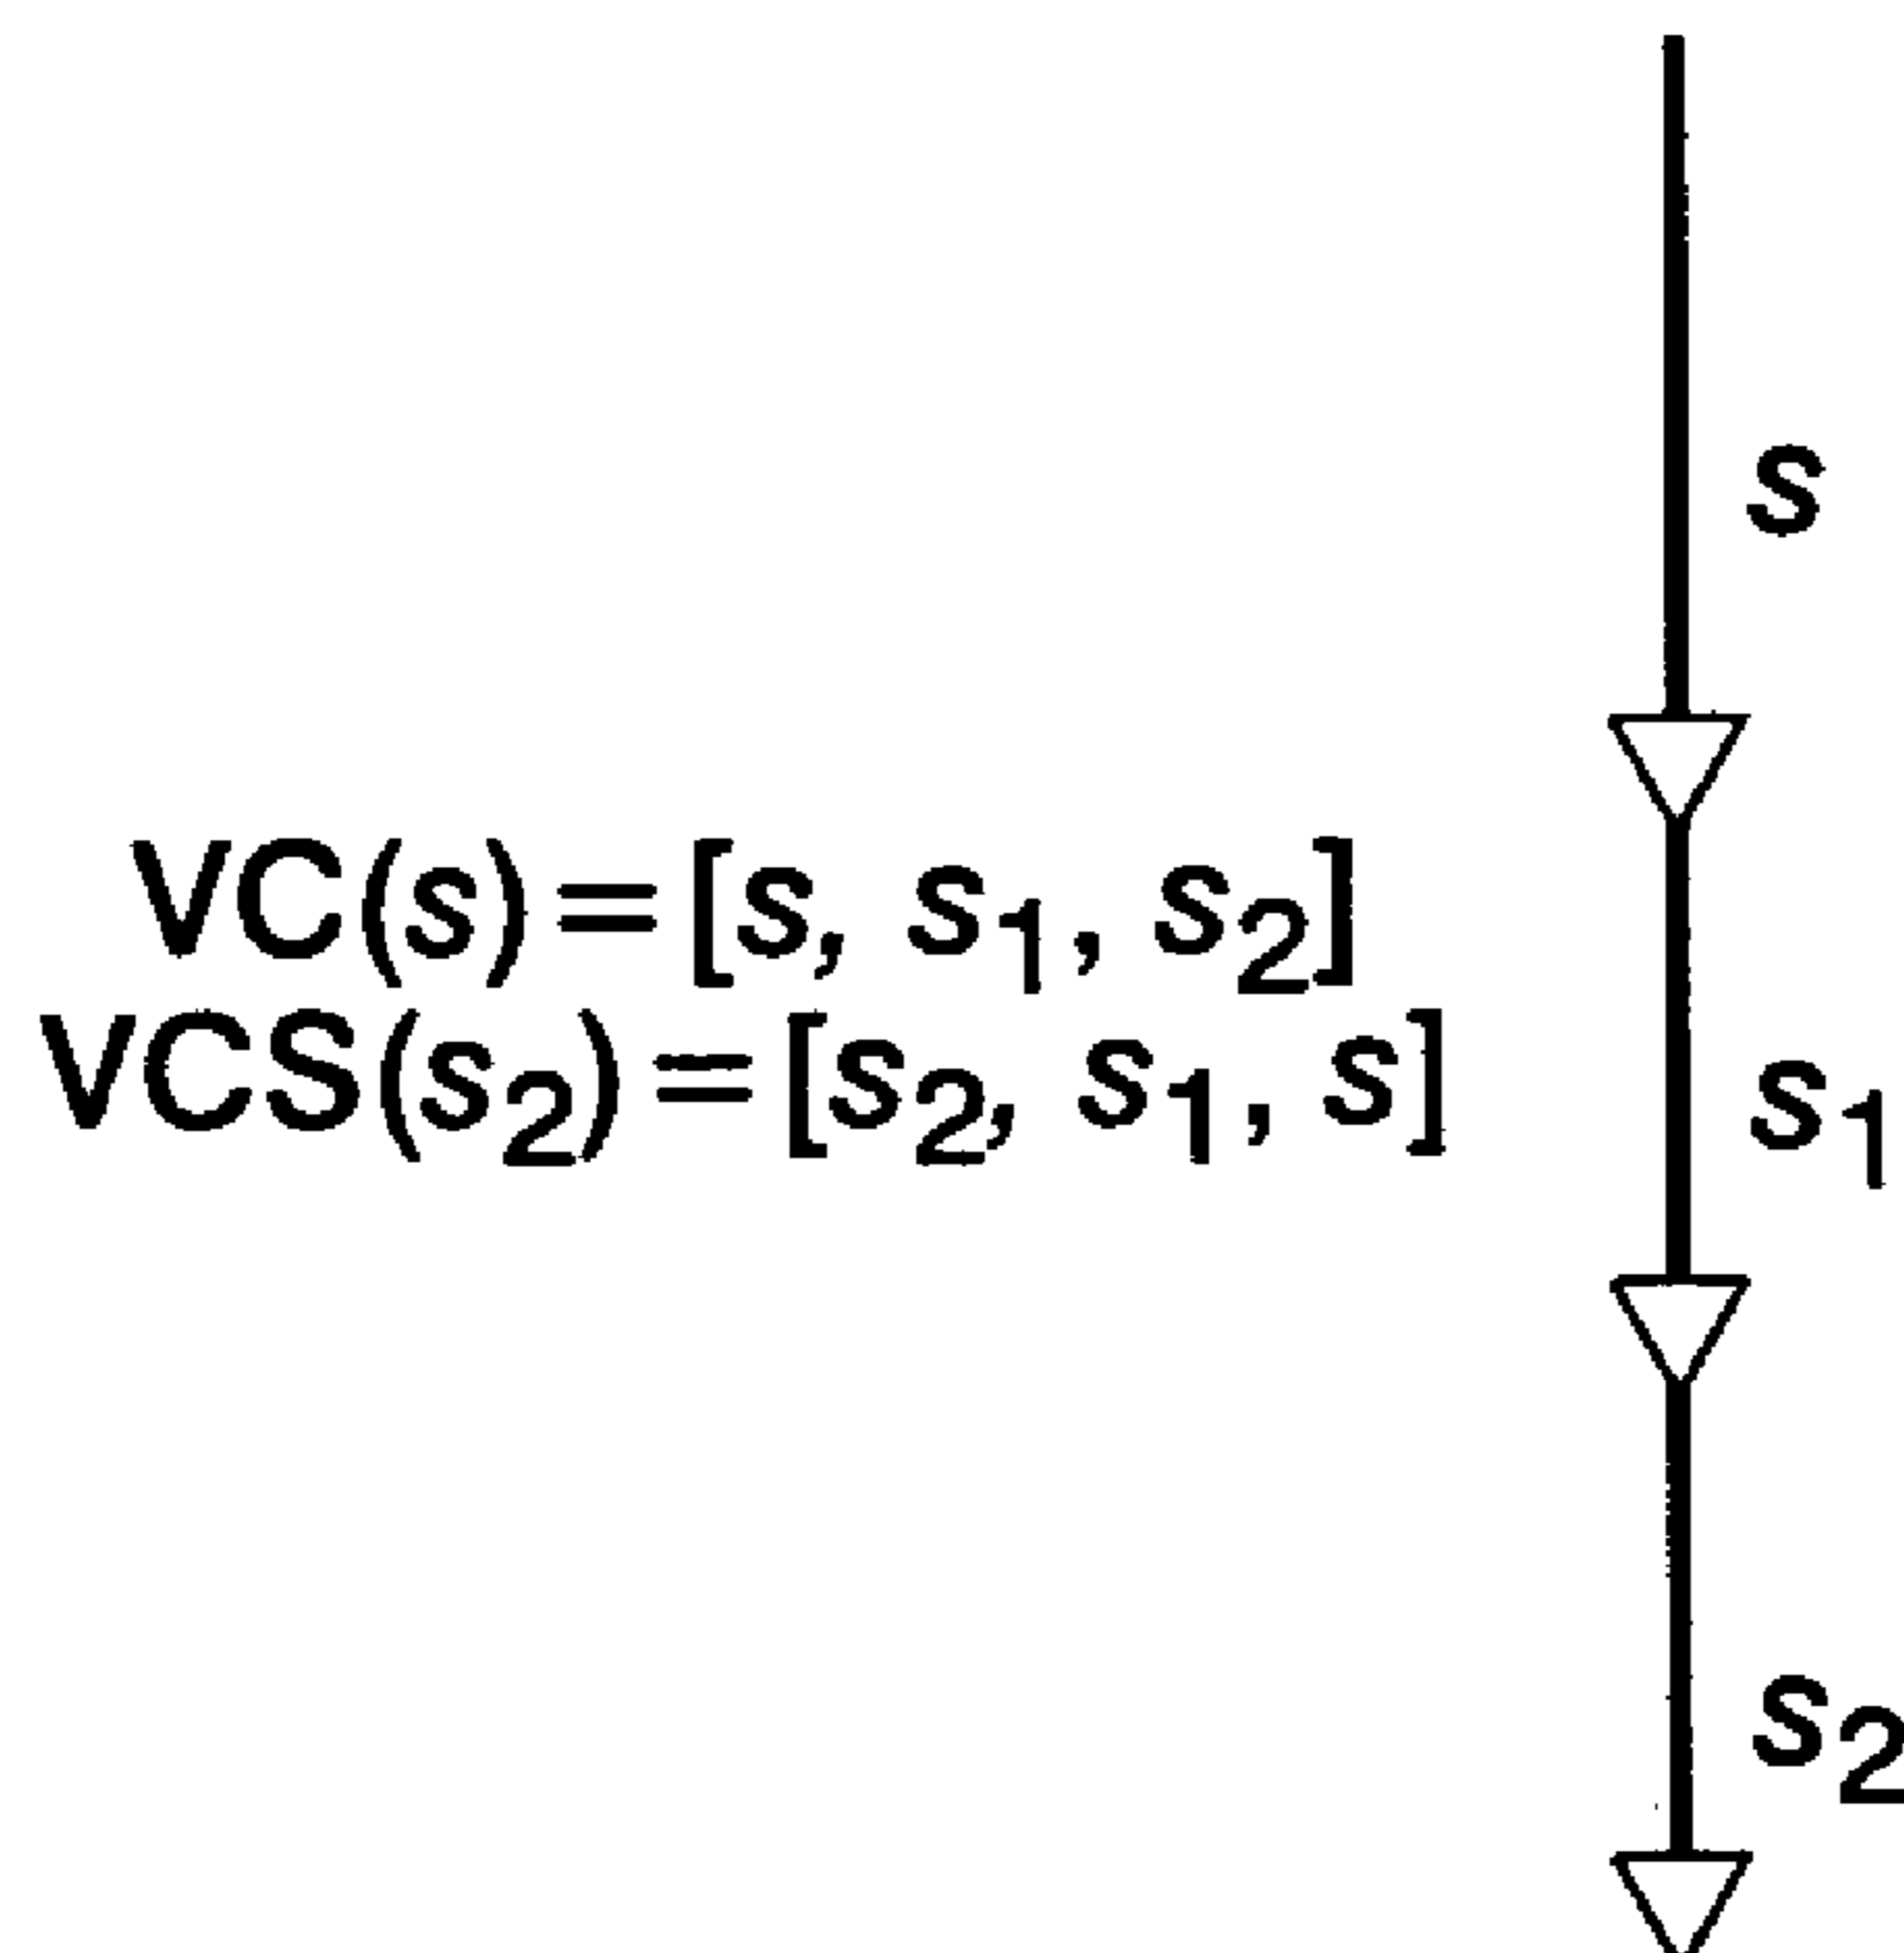 s
VC(s)=[s, s₁, s₂]
VCS(s₂)=[s₂, s₁, s]
s₁
s₂